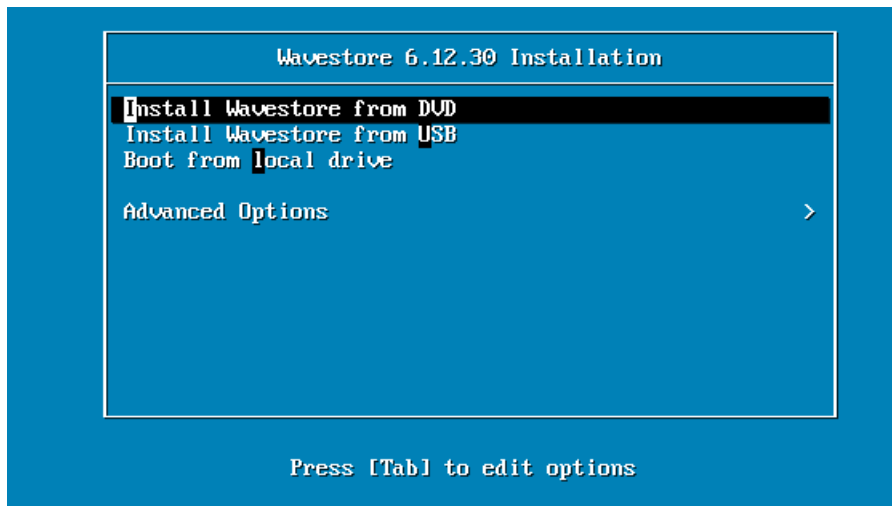 Wavestore 6.12.30 Installation
Install Wavestore from DVD
Install Wavestore from USB
Boot from local drive
Advanced Options >
Press [Tab] to edit options